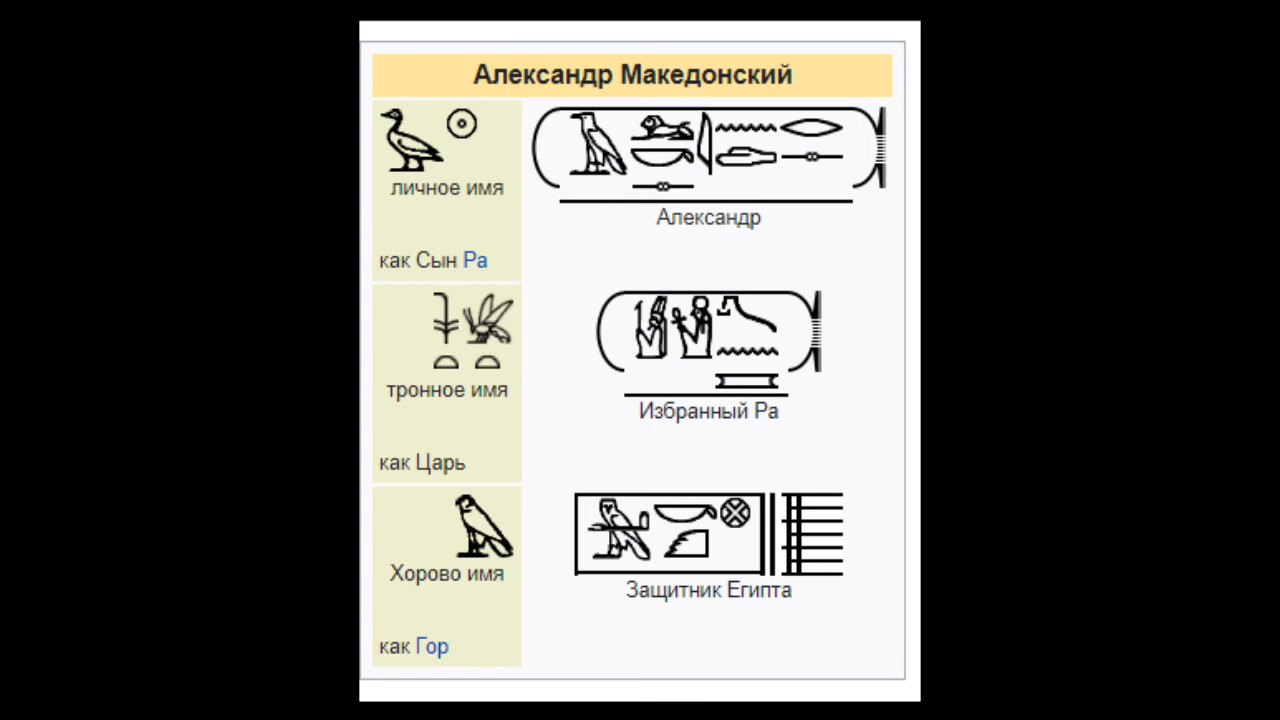 Александр Македонский
личное имя
как Сын Ра
Александр
тронное имя
как Царь
Избранный Ра
Хорово имя
как Гор
Защитник Египта